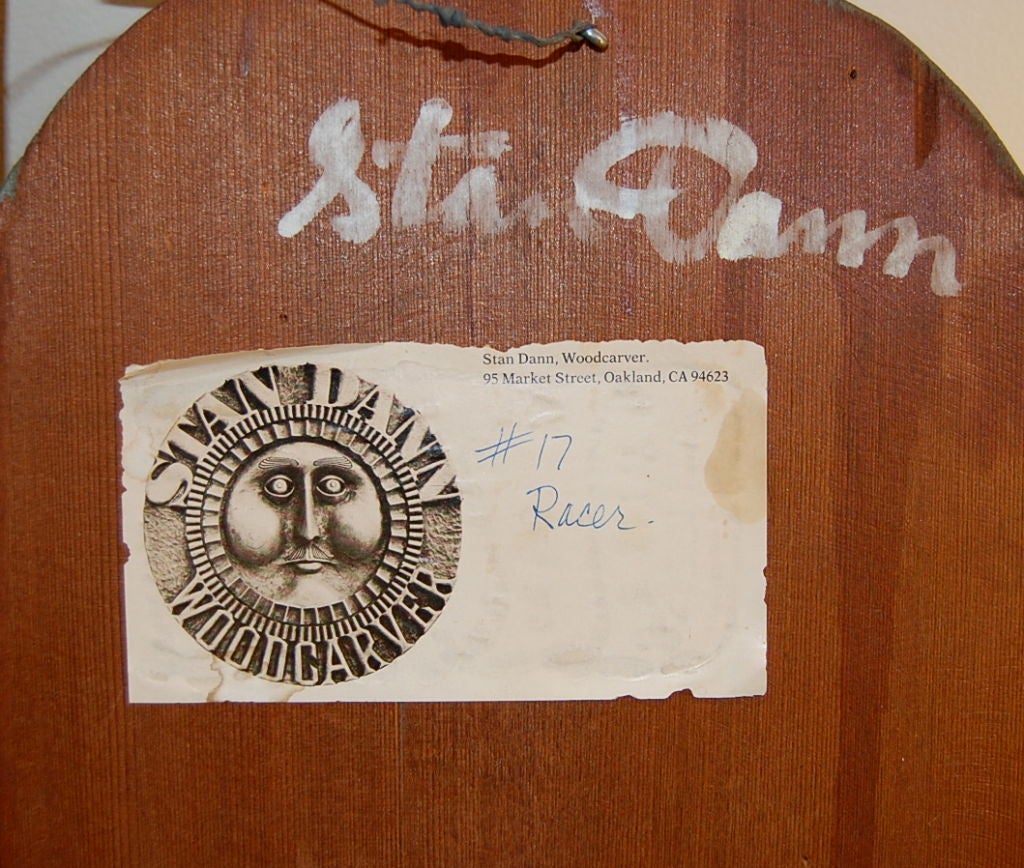 Stan Dann
Stan Dann, Woodcarver.
95 Market Street, Oakland, CA 94623
STAN DANN
WOODCARVER
#17
Racer.